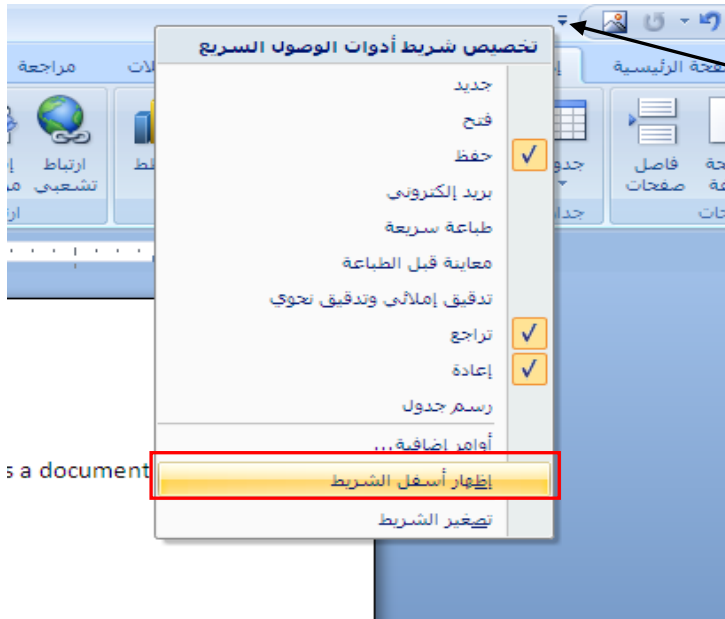 تخصيص شريط أدوات الوصول السريع
مراجعة
جديد
فتح
حفظ
بريد إلكتروني
طباعة سريعة
معاينة قبل الطباعة
تدقيق إملائي وتدقيق نحوي
تراجع
إعادة
رسم جدول
أوامر إضافية...
إظهار أسفل الشريط
تصغير الشريط
الرئيسية
فاصل
صفحات
ارتباط
تشعبي
s a document